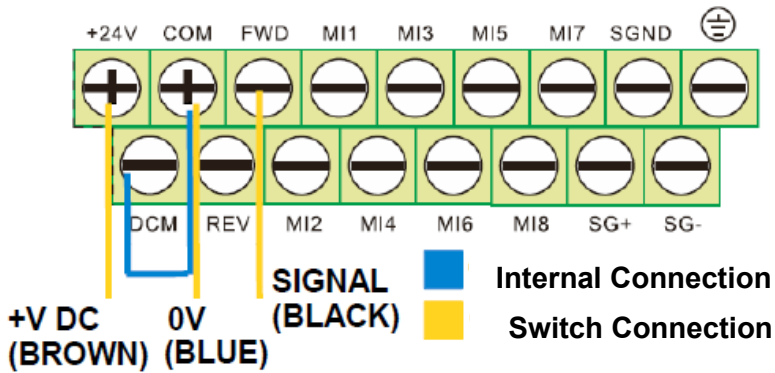 +24V COM FWD MI1 MI3 MI5 MI7 SGND
DCM REV MI2 MI4 MI6 MI8 SG+ SG-
+V DC
(BROWN)
0V
(BLUE)
SIGNAL
(BLACK)
Internal Connection
Switch Connection